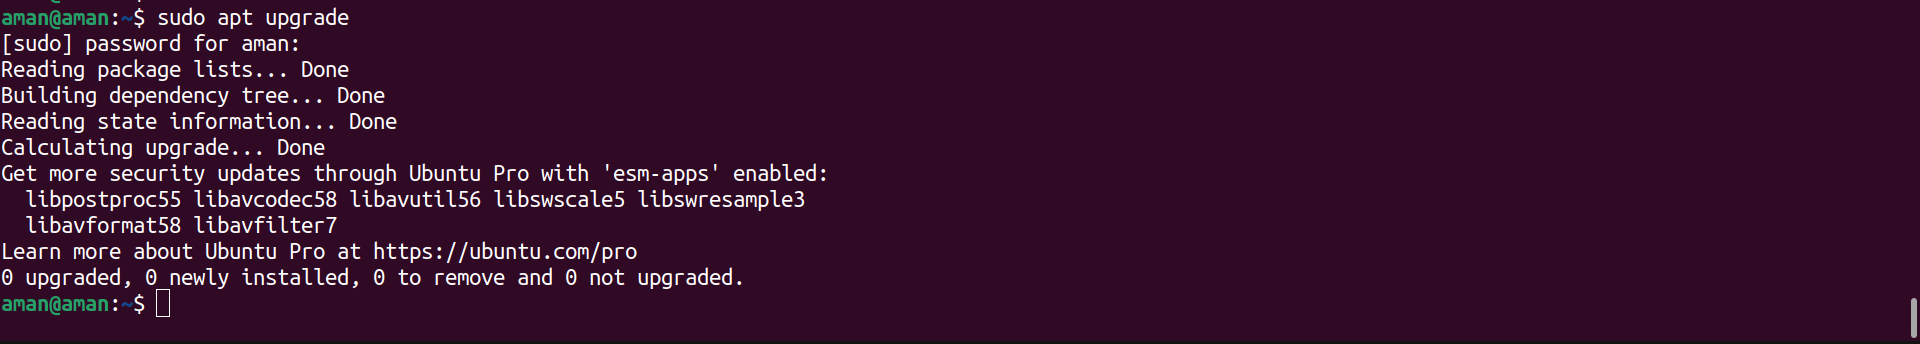 aman@aman:~$ sudo apt upgrade
[sudo] password for aman:
Reading package lists... Done
Building dependency tree... Done
Reading state information... Done
Calculating upgrade... Done
Get more security updates through Ubuntu Pro with 'esm-apps' enabled:
  libpostproc55 libavcodec58 libavutil56 libswscale5 libswresample3
  libavformat58 libavfilter7
Learn more about Ubuntu Pro at https://ubuntu.com/pro
0 upgraded, 0 newly installed, 0 to remove and 0 not upgraded.
aman@aman:~$